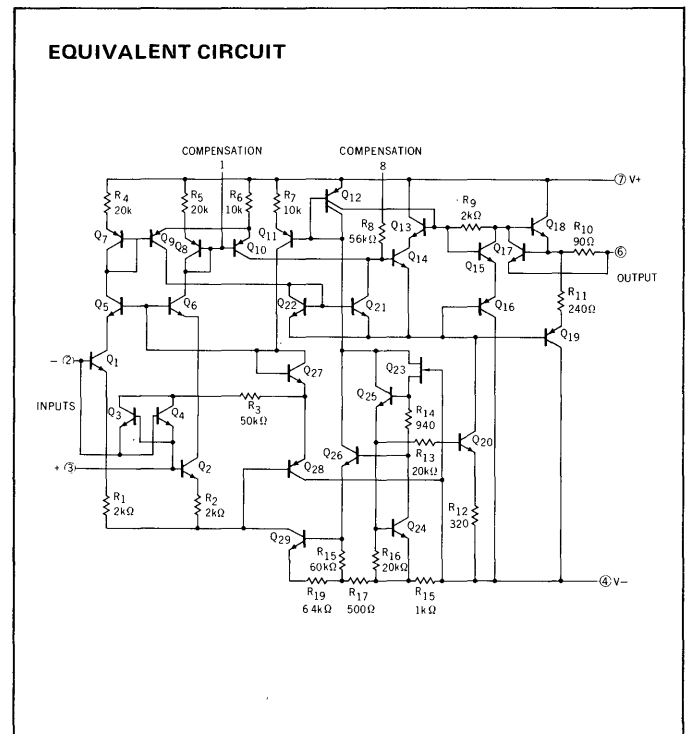 EQUIVALENT CIRCUIT
COMPENSATION
1
COMPENSATION
8
⑦ V+
R4
20k
R5
20k
R6
10k
R7
10k
Q12
R8
56kΩ
Q13
R9
2kΩ
Q18
R10
90Ω
⑥
OUTPUT
Q7
Q9
Q8
Q10
Q11
Q14
Q15
Q17
Q5
Q6
Q22
Q21
Q16
R11
240Ω
Q19
– (2)
Q1
Q27
Q23
Q25
INPUTS
Q3
Q4
R3
50kΩ
R14
940
Q26
R13
20kΩ
Q20
+ (3)
Q2
Q28
R12
320
R1
2kΩ
R2
2kΩ
Q29
R15
60kΩ
R16
20kΩ
Q24
④ V–
R19
6 4kΩ
R17
500Ω
R15
1kΩ